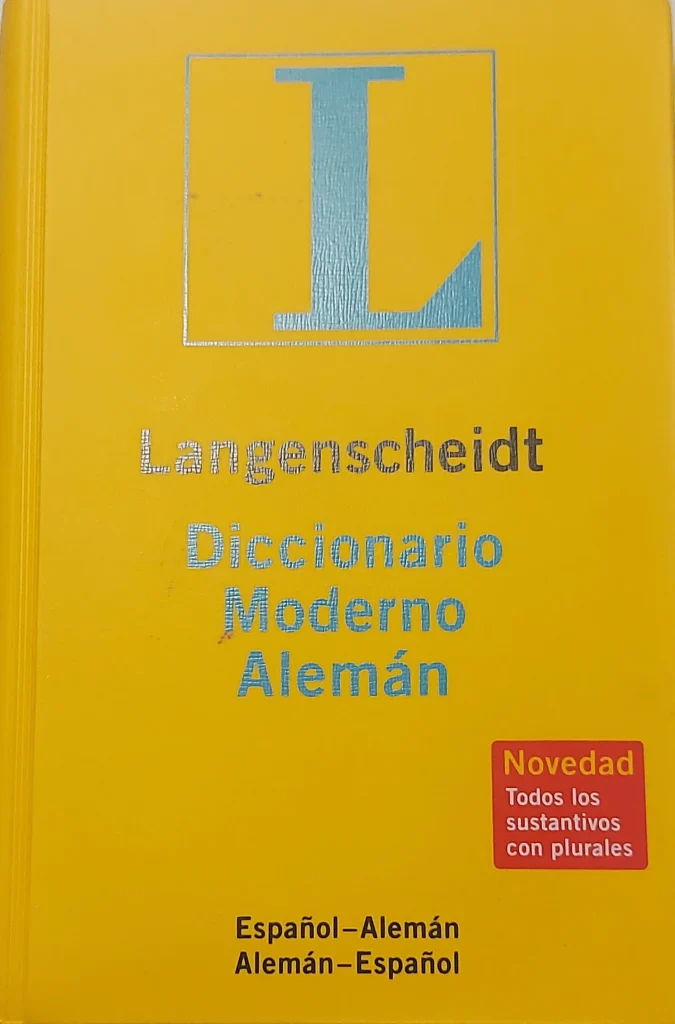 L
Langenscheidt
Diccionario
Moderno
Alemán
Novedad
Todos los
sustantivos
con plurales
Español–Alemán
Alemán–Español